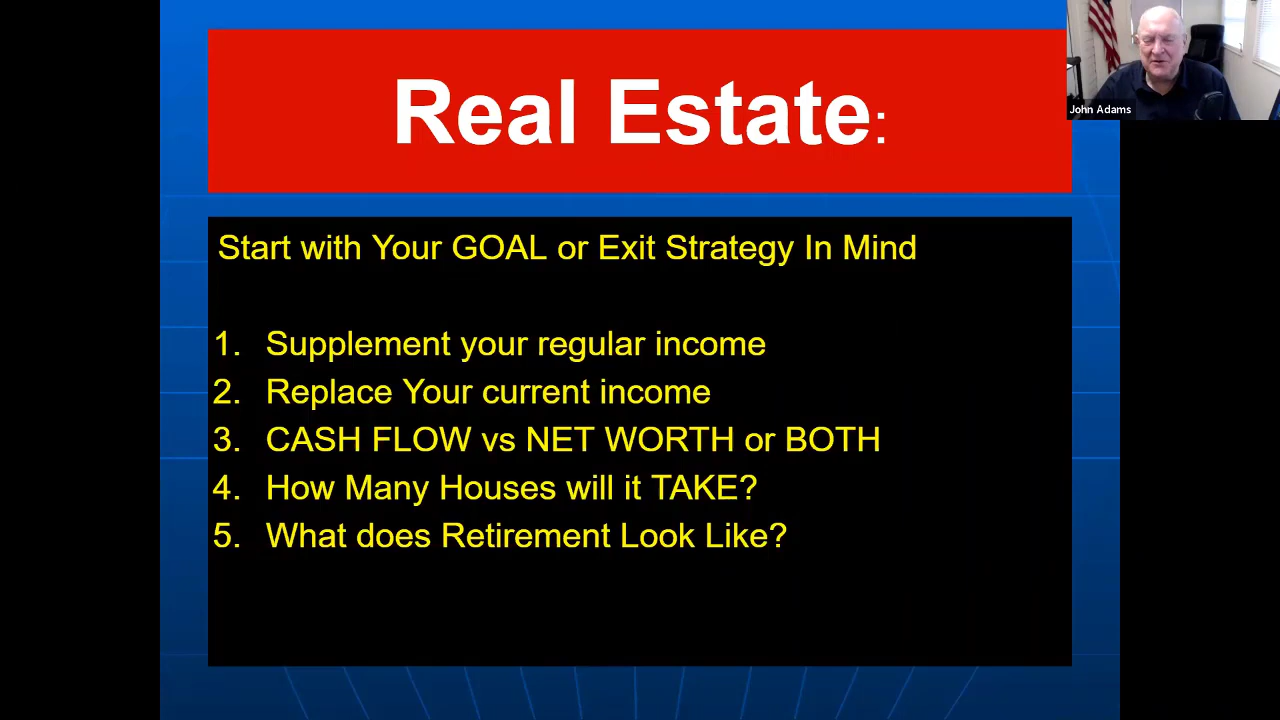 Real Estate:
John Adams
Start with Your GOAL or Exit Strategy In Mind
1. Supplement your regular income
2. Replace Your current income
3. CASH FLOW vs NET WORTH or BOTH
4. How Many Houses will it TAKE?
5. What does Retirement Look Like?